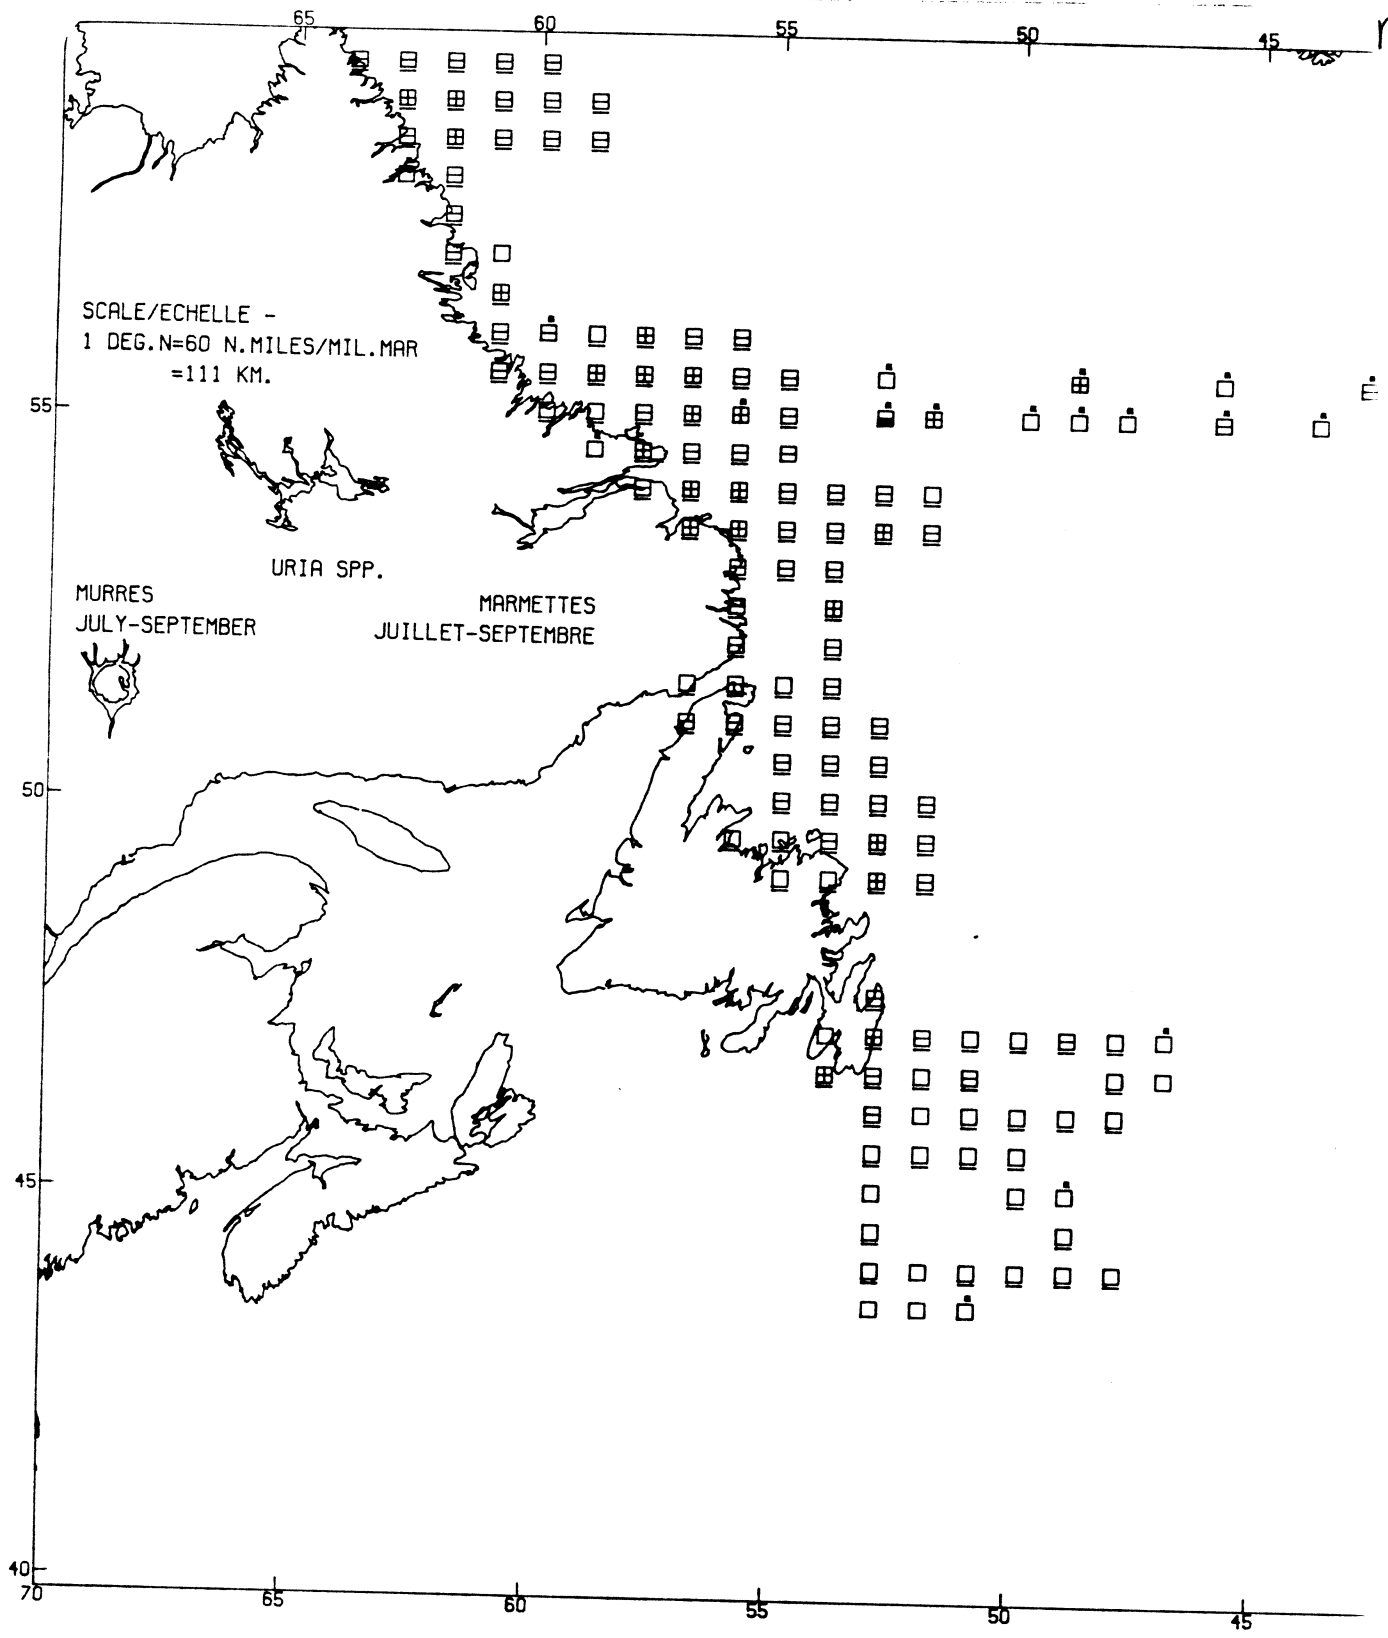 65 60 55 50 45
SCALE/ECHELLE -
1 DEG.N=60 N.MILES/MIL.MAR
=111 KM.
55
URIA SPP.
MURRES MARMETTES
JULY-SEPTEMBER JUILLET-SEPTEMBRE
50
45
40
70 65 60 55 50 45